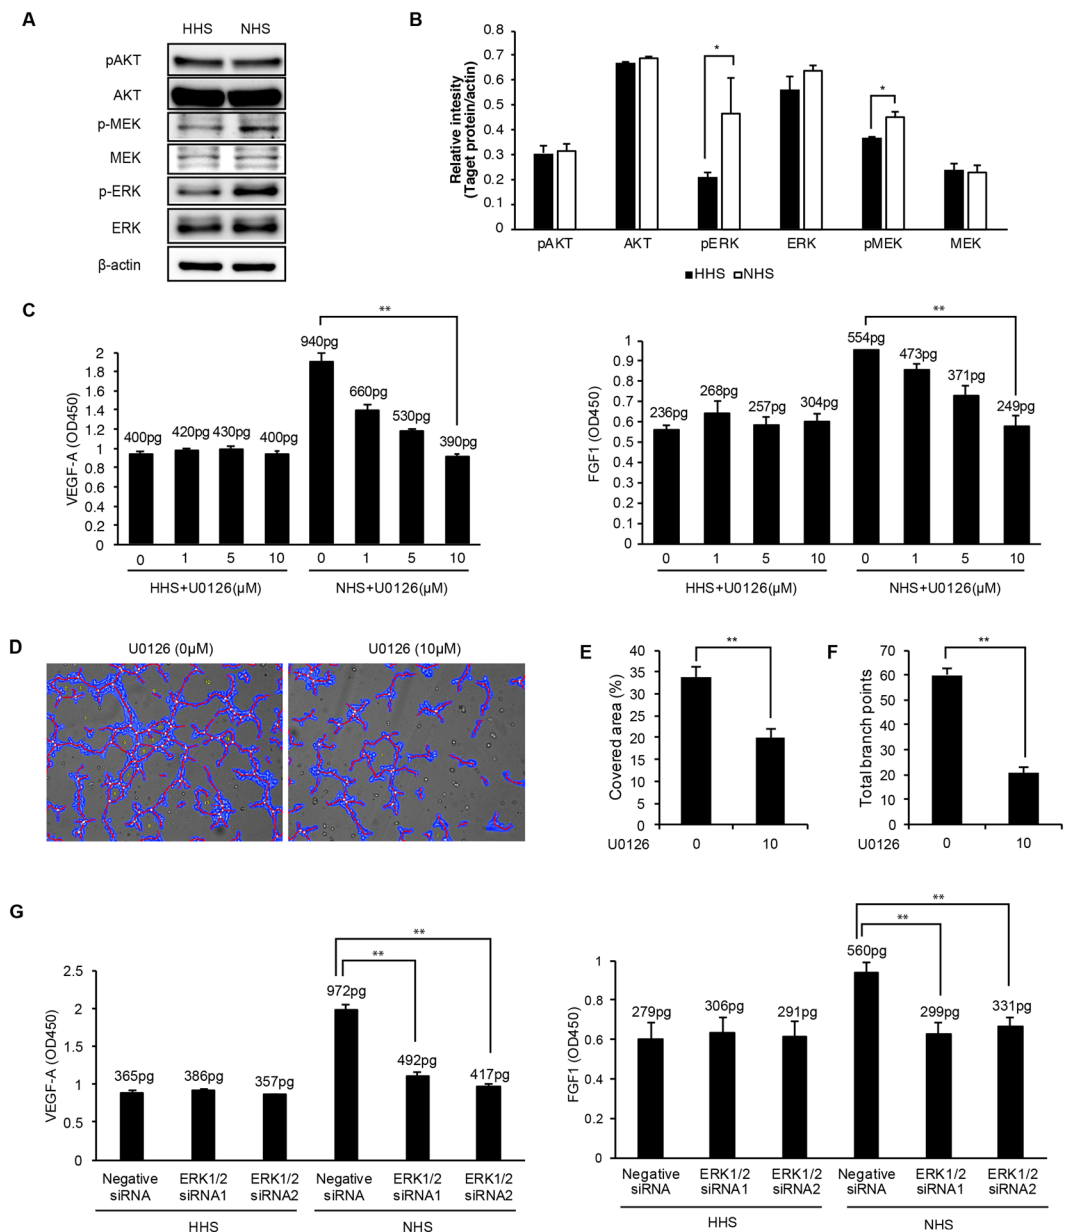 A
HHS NHS
pAKT
AKT
p-MEK
MEK
p-ERK
ERK
β-actin
B
Relative intesity
(Taget protein/actin)
0.8
0.7
0.6
0.5
0.4
0.3
0.2
0.1
0
*
*
pAKT AKT pERK ERK pMEK MEK
HHS NHS
C
VEGF-A (OD450)
2
1.8
1.6
1.4
1.2
1
0.8
0.6
0.4
0.2
0
**
400pg 420pg 430pg 400pg 940pg 660pg 530pg 390pg
0 1 5 10 0 1 5 10
HHS+U0126(µM) NHS+U0126(µM)
FGF1 (OD450)
1
0.9
0.8
0.7
0.6
0.5
0.4
0.3
0.2
0.1
0
**
236pg 268pg 257pg 304pg 554pg 473pg 371pg 249pg
0 1 5 10 0 1 5 10
HHS+U0126(µM) NHS+U0126(µM)
D
U0126 (0µM) U0126 (10µM)
E
Covered area (%)
40
35
30
25
20
15
10
5
0
**
U0126 0 10
F
Total branch points
70
60
50
40
30
20
10
0
**
U0126 0 10
G
VEGF-A (OD450)
2.5
2
1.5
1
0.5
0
**
**
365pg 386pg 357pg 972pg 492pg 417pg
Negative ERK1/2 ERK1/2 Negative ERK1/2 ERK1/2
siRNA siRNA1 siRNA2 siRNA siRNA1 siRNA2
HHS NHS
FGF1 (OD450)
1
0.8
0.6
0.4
0.2
0
**
**
279pg 306pg 291pg 560pg 299pg 331pg
Negative ERK1/2 ERK1/2 Negative ERK1/2 ERK1/2
siRNA siRNA1 siRNA2 siRNA siRNA1 siRNA2
HHS NHS